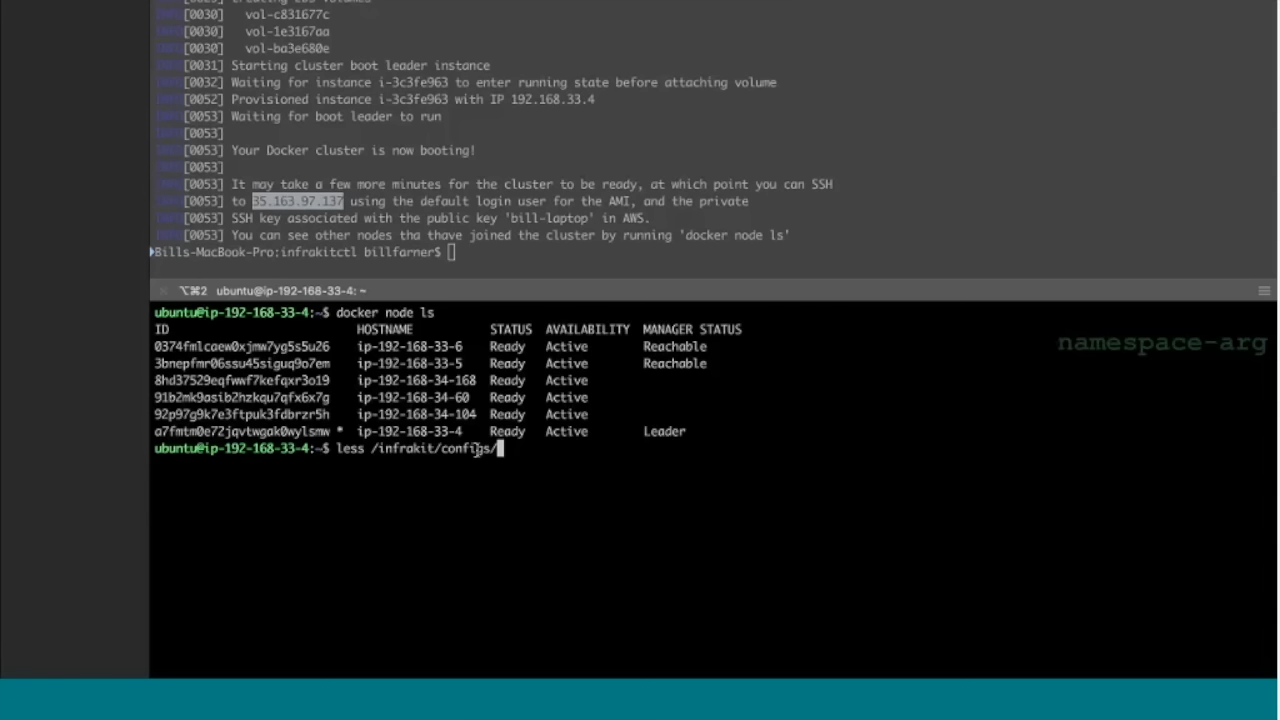 [0030]   vol-c831677c
[0030]   vol-1e3167aa
[0030]   vol-ba3e680e
[0031] Starting cluster boot leader instance
[0032] Waiting for instance i-3c3fe963 to enter running state before attaching volume
[0052] Provisioned instance i-3c3fe963 with IP 192.168.33.4
[0053] Waiting for boot leader to run
[0053]
[0053] Your Docker cluster is now booting!
[0053]
[0053] It may take a few more minutes for the cluster to be ready, at which point you can SSH
[0053] to 35.163.97.137 using the default login user for the AMI, and the private
[0053] SSH key associated with the public key 'bill-laptop' in AWS.
[0053] You can see other nodes tha thave joined the cluster by running 'docker node ls'
Bills-MacBook-Pro:infrakitctl billfarner$
⌥⌘2 ubuntu@ip-192-168-33-4: ~
ubuntu@ip-192-168-33-4:~$ docker node ls
ID HOSTNAME STATUS AVAILABILITY MANAGER STATUS
0374fmlcaew0xjmw7yg5s5u26 ip-192-168-33-6 Ready Active Reachable
3bnepfmr06ssu45siguq9o7em ip-192-168-33-5 Ready Active Reachable
8hd37529eqfwwf7kefqxr3o19 ip-192-168-34-168 Ready Active
91b2mk9asib2hzkqu7qfx6x7g ip-192-168-34-60 Ready Active
92p97g9k7e3ftpuk3fdbrzr5h ip-192-168-34-104 Ready Active
a7fmtm0e72jqvtwgak0wylsmw * ip-192-168-33-4 Ready Active Leader
ubuntu@ip-192-168-33-4:~$ less /infrakit/configs/
namespace-arg